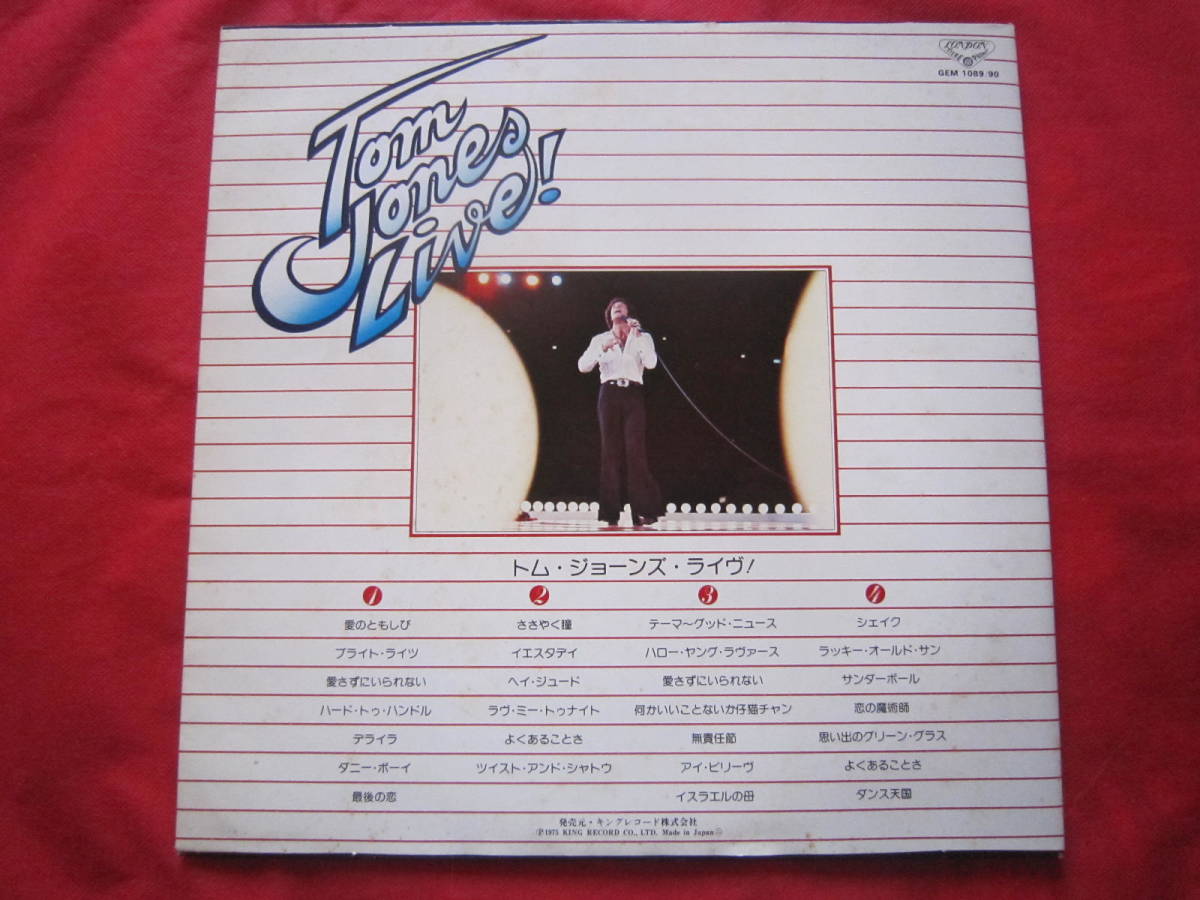 LONDON
GEM 1089/90
Tom
Jones
Live!
トム・ジョーンズ・ライヴ!
1
愛のともしび
ブライト・ライツ
愛さずにいられない
ハード・トゥ・ハンドル
デライラ
ダニー・ボーイ
最後の恋
2
ささやく瞳
イエスタデイ
ヘイ・ジュード
ラヴ・ミー・トゥナイト
よくあることさ
ツイスト・アンド・シャトウ
3
テーマ〜グッド・ニュース
ハロー・ヤング・ラヴァース
愛さずにいられない
何かいいことないか仔猫チャン
無責任節
アイ・ビリーヴ
イスラエルの母
4
シェイク
ラッキー・オールド・サン
サンダーボール
恋の魔術師
思い出のグリーン・グラス
よくあることさ
ダンス天国
発売元・キングレコード株式会社
Ⓟ1975 KING RECORD CO., LTD. Made in Japan